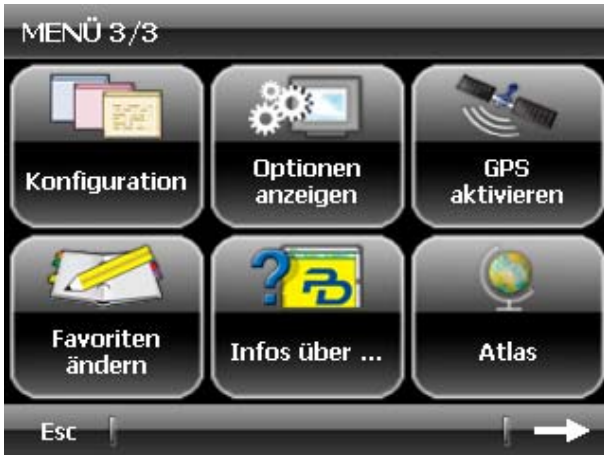 MENÜ 3/3
Konfiguration
Optionen
anzeigen
GPS
aktivieren
Favoriten
ändern
Infos über ...
Atlas
Esc